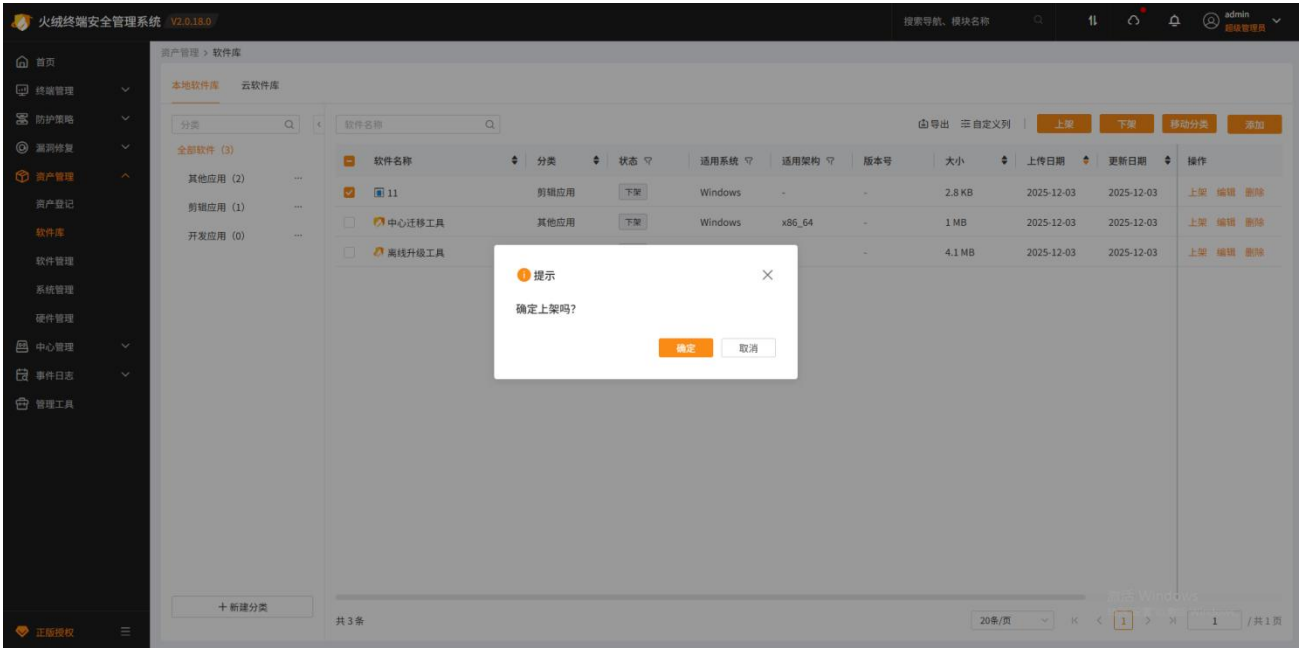 火绒终端安全管理系统 V2.0.18.0 搜索导航、模块名称 admin 超级管理员
首页
终端管理
防护策略
漏洞修复
资产管理
资产登记
软件库
软件管理
系统管理
硬件管理
中心管理
事件日志
管理工具
正版授权
资产管理 > 软件库
本地软件库 云软件库
分类
全部软件（3）
其他应用（2） ...
剪辑应用（1） ...
开发应用（0） ...
+ 新建分类
软件名称 导出 自定义列 上架 下架 移动分类 添加
软件名称 分类 状态 适用系统 适用架构 版本号 大小 上传日期 更新日期 操作
11 剪辑应用 下架 Windows - - 2.8 KB 2025-12-03 2025-12-03 上架 编辑 删除
中心迁移工具 其他应用 下架 Windows x86_64 - 1 MB 2025-12-03 2025-12-03 上架 编辑 删除
离线升级工具 - 4.1 MB 2025-12-03 2025-12-03 上架 编辑 删除
提示
确定上架吗?
确定 取消
激活 Windows
共 3 条 20条/页 1 1 / 共 1 页